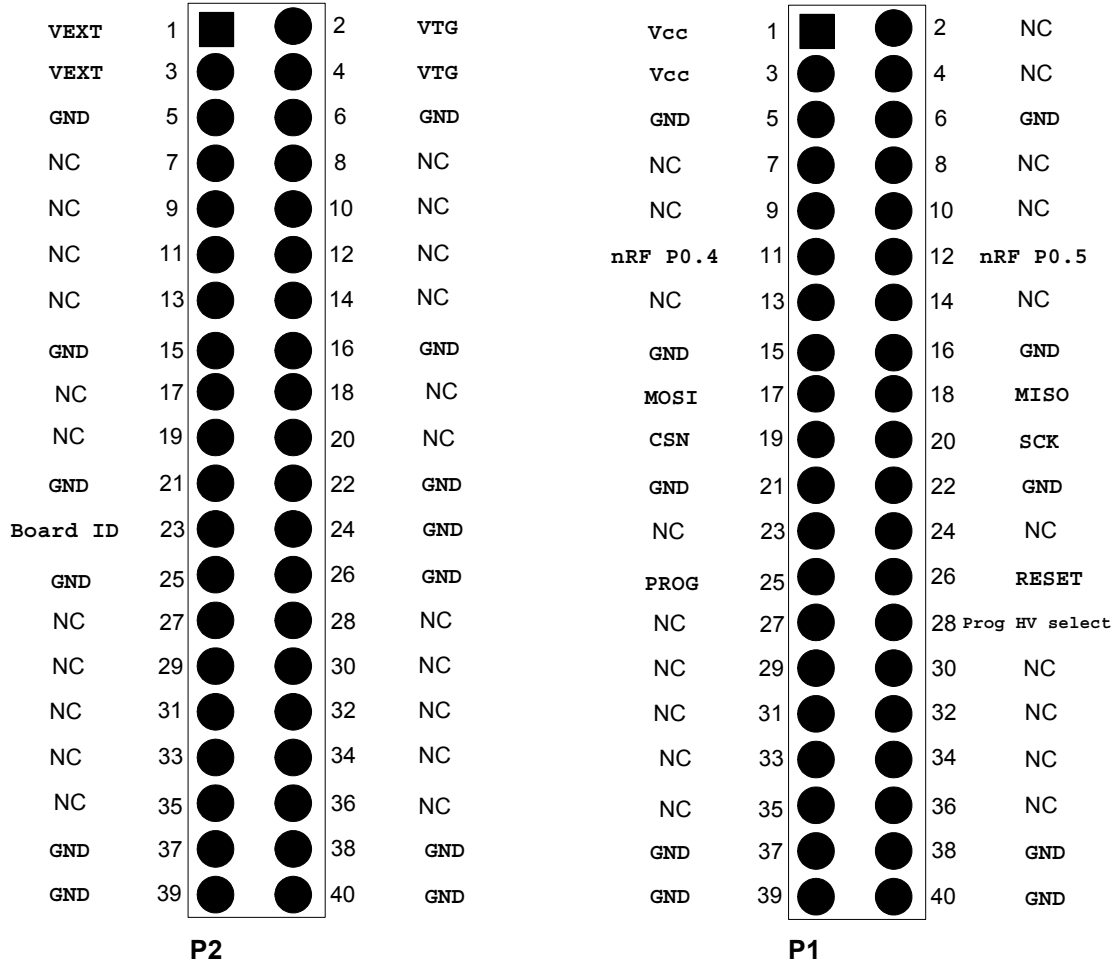 VEXT 1 2 VTG
VEXT 3 4 VTG
GND 5 6 GND
NC 7 8 NC
NC 9 10 NC
NC 11 12 NC
NC 13 14 NC
GND 15 16 GND
NC 17 18 NC
NC 19 20 NC
GND 21 22 GND
Board ID 23 24 GND
GND 25 26 GND
NC 27 28 NC
NC 29 30 NC
NC 31 32 NC
NC 33 34 NC
NC 35 36 NC
GND 37 38 GND
GND 39 40 GND
P2
Vcc 1 2 NC
Vcc 3 4 NC
GND 5 6 GND
NC 7 8 NC
NC 9 10 NC
nRF P0.4 11 12 nRF P0.5
NC 13 14 NC
GND 15 16 GND
MOSI 17 18 MISO
CSN 19 20 SCK
GND 21 22 GND
NC 23 24 NC
PROG 25 26 RESET
NC 27 28 Prog HV select
NC 29 30 NC
NC 31 32 NC
NC 33 34 NC
NC 35 36 NC
GND 37 38 GND
GND 39 40 GND
P1